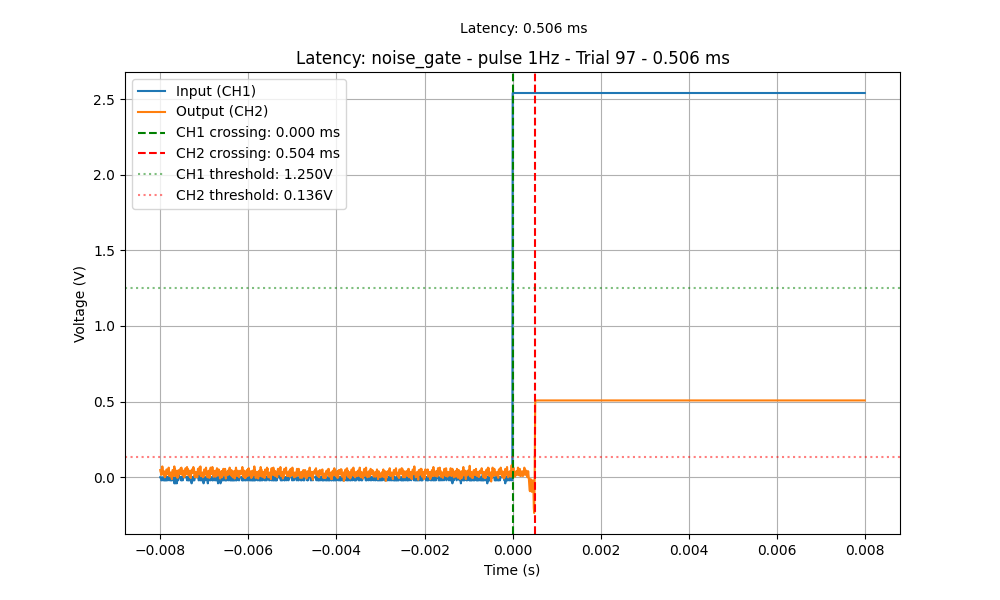 Latency: 0.506 ms
Latency: noise_gate - pulse 1Hz - Trial 97 - 0.506 ms
Input (CH1)
Output (CH2)
CH1 crossing: 0.000 ms
CH2 crossing: 0.504 ms
CH1 threshold: 1.250V
CH2 threshold: 0.136V
Voltage (V)
2.5
2.0
1.5
1.0
0.5
0.0
−0.008 −0.006 −0.004 −0.002 0.000 0.002 0.004 0.006 0.008
Time (s)